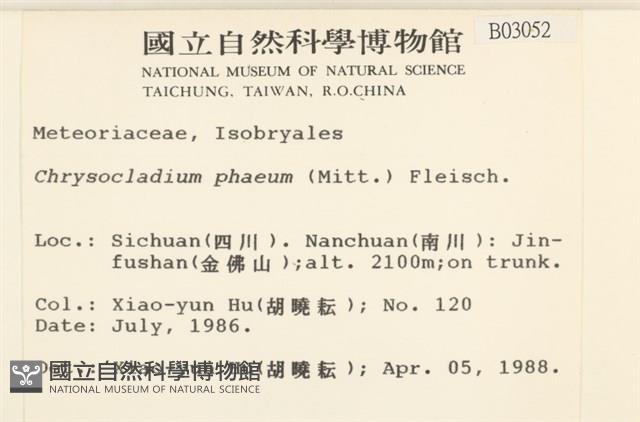 B03052
國立自然科學博物館
NATIONAL MUSEUM OF NATURAL SCIENCE
TAICHUNG, TAIWAN, R.O.CHINA
Meteoriaceae, Isobryales
Chrysocladium phaeum (Mitt.) Fleisch.
Loc.: Sichuan(四川). Nanchuan(南川): Jin-
fushan(金佛山);alt. 2100m;on trunk.
Col.: Xiao-yun Hu(胡曉耘); No. 120
Date: July, 1986.
(胡曉耘); Apr. 05, 1988.
國立自然科學博物館
NATIONAL MUSEUM OF NATURAL SCIENCE